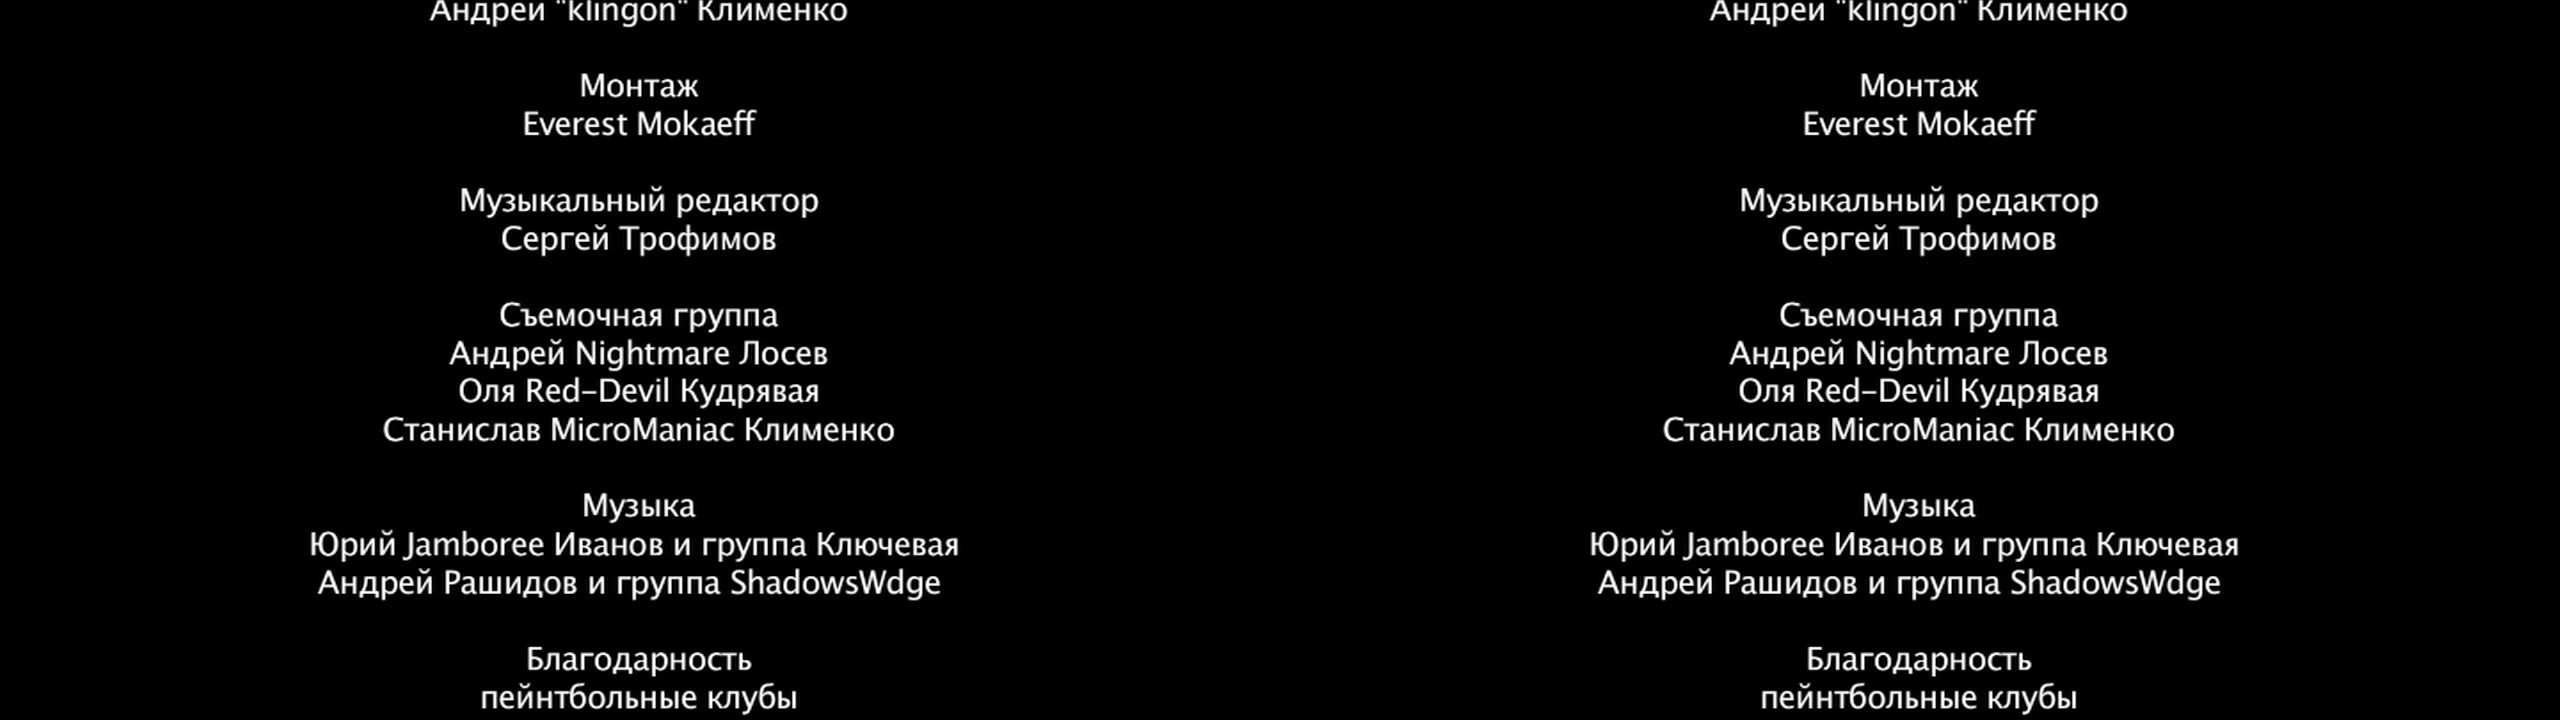 Андрей "klingon" Клименко
Монтаж
Everest Mokaeff
Музыкальный редактор
Сергей Трофимов
Съемочная группа
Андрей Nightmare Лосев
Оля Red-Devil Кудрявая
Станислав MicroManiac Клименко
Музыка
Юрий Jamboree Иванов и группа Ключевая
Андрей Рашидов и группа ShadowsWdge
Благодарность
пейнтбольные клубы
Андрей "klingon" Клименко
Монтаж
Everest Mokaeff
Музыкальный редактор
Сергей Трофимов
Съемочная группа
Андрей Nightmare Лосев
Оля Red-Devil Кудрявая
Станислав MicroManiac Клименко
Музыка
Юрий Jamboree Иванов и группа Ключевая
Андрей Рашидов и группа ShadowsWdge
Благодарность
пейнтбольные клубы